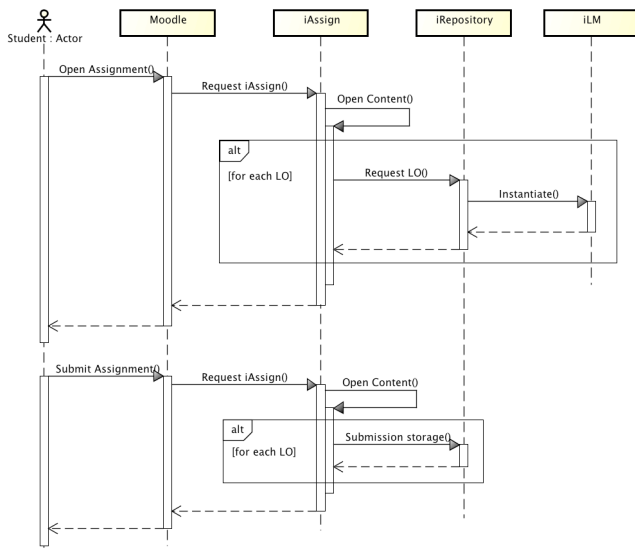 Moodle
iAssign
iRepository
iLM
Student : Actor
Open Assignment()
Request iAssign()
Open Content()
alt
[for each LO]
Request LO()
Instantiate()
Submit Assignment()
Request iAssign()
Open Content()
alt
[for each LO]
Submission storage()